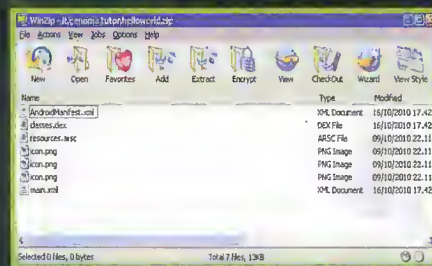 WinZip - it.genoma.tutor.helloworld.zip
File Actions View Jobs Options Help
New Open Favorites Add Extract Encrypt View CheckOut Wizard View Style
Name Type Modified
AndroidManifest.xml XML Document 16/10/2010 17.42
classes.dex DEX File 16/10/2010 17.42
resources.arsc ARSC File 09/10/2010 22.11
icon.png PNG Image 09/10/2010 22.11
icon.png PNG Image 09/10/2010 22.11
icon.png PNG Image 09/10/2010 22.11
main.xml XML Document 16/10/2010 17.42
Selected 0 files, 0 bytes Total 7 files, 13KB